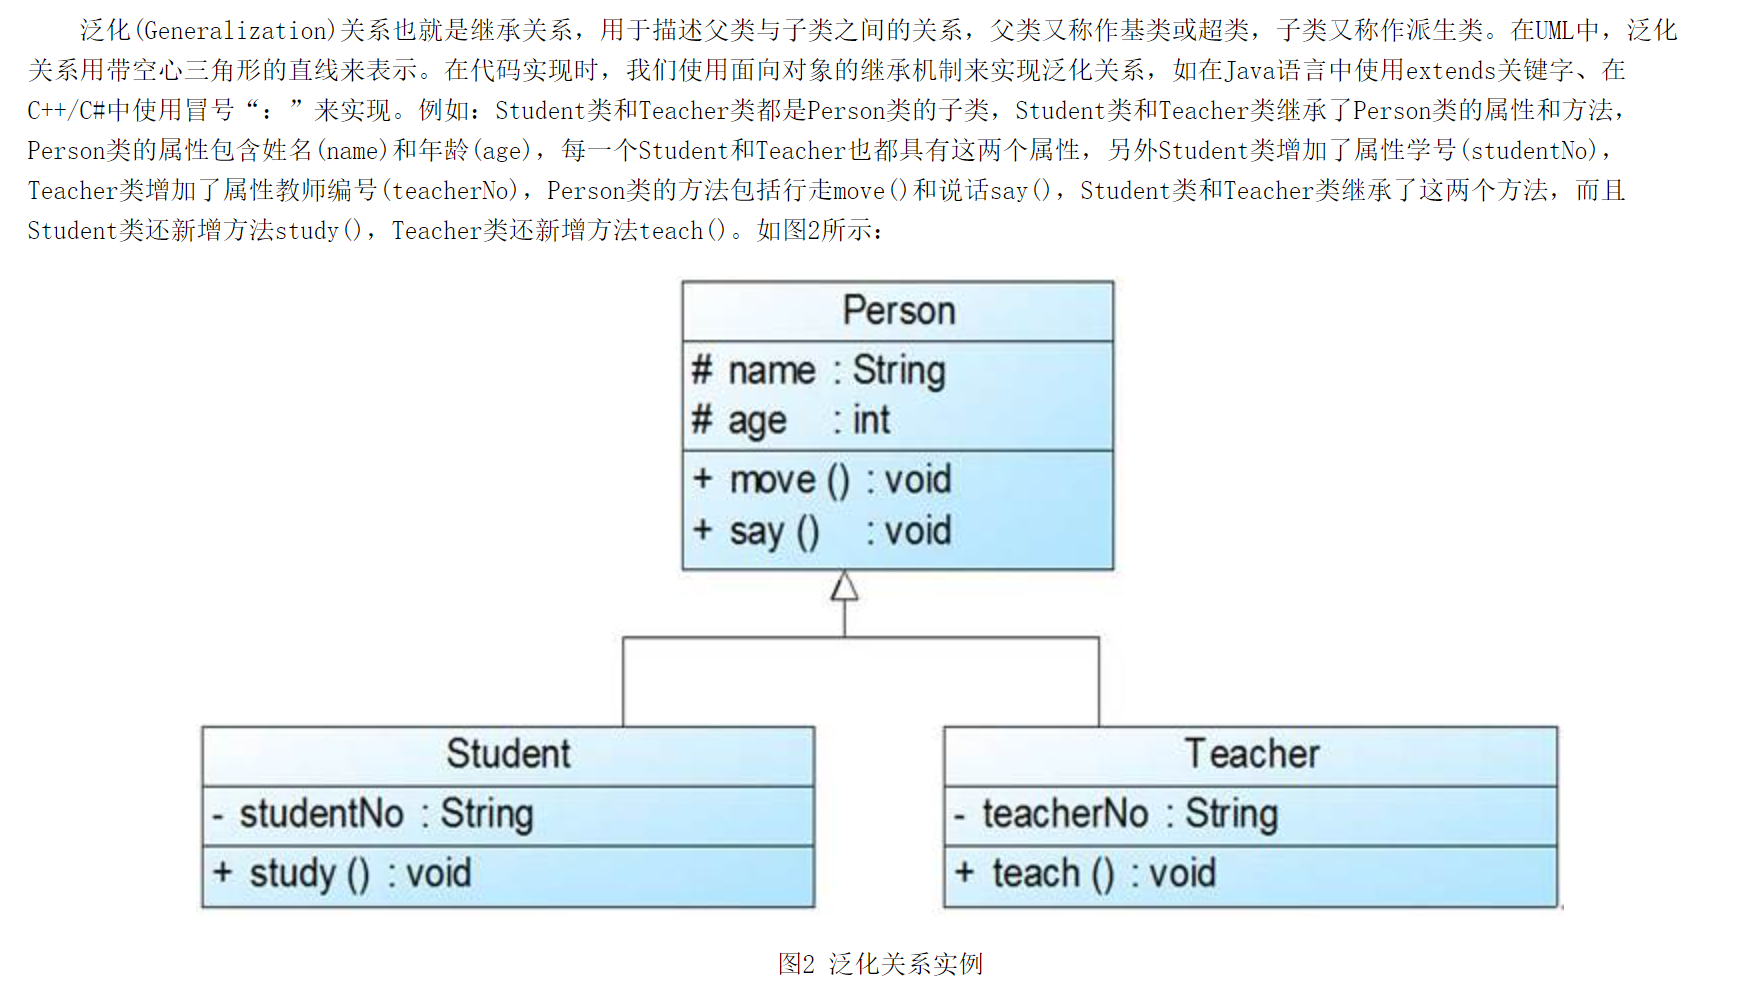 泛化(Generalization)关系也就是继承关系，用于描述父类与子类之间的关系，父类又称作基类或超类，子类又称作派生类。在UML中，泛化
关系用带空心三角形的直线来表示。在代码实现时，我们使用面向对象的继承机制来实现泛化关系，如在Java语言中使用extends关键字、在
C++/C#中使用冒号“：”来实现。例如：Student类和Teacher类都是Person类的子类，Student类和Teacher类继承了Person类的属性和方法，
Person类的属性包含姓名(name)和年龄(age)，每一个Student和Teacher也都具有这两个属性，另外Student类增加了属性学号(studentNo)，
Teacher类增加了属性教师编号(teacherNo)，Person类的方法包括行走move()和说话say()，Student类和Teacher类继承了这两个方法，而且
Student类还新增方法study()，Teacher类还新增方法teach()。如图2所示：
Person
# name : String
# age : int
+ move () : void
+ say () : void
Student
- studentNo : String
+ study () : void
Teacher
- teacherNo : String
+ teach () : void
图2 泛化关系实例